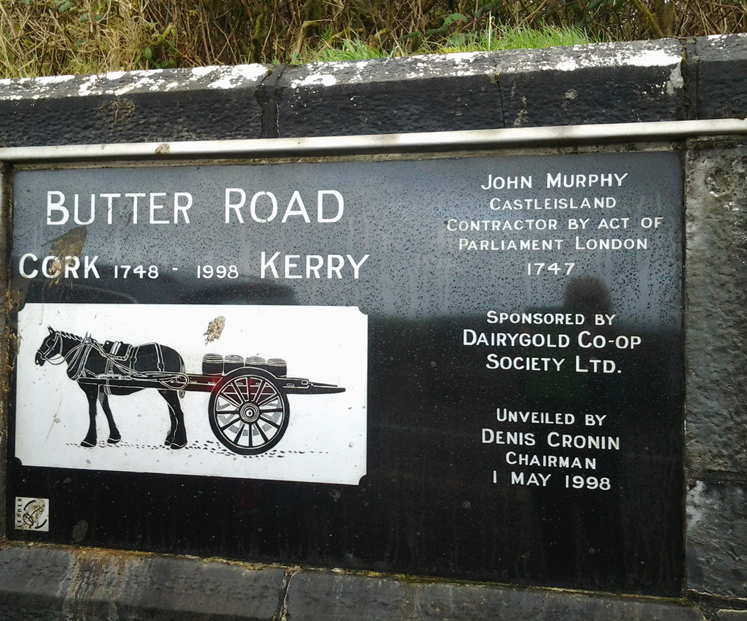 BUTTER ROAD
CORK 1748 - 1998 KERRY
JOHN MURPHY
CASTLEISLAND
CONTRACTOR BY ACT OF
PARLIAMENT LONDON
1747
SPONSORED BY
DAIRYGOLD CO-OP
SOCIETY LTD.
UNVEILED BY
DENIS CRONIN
CHAIRMAN
1 MAY 1998